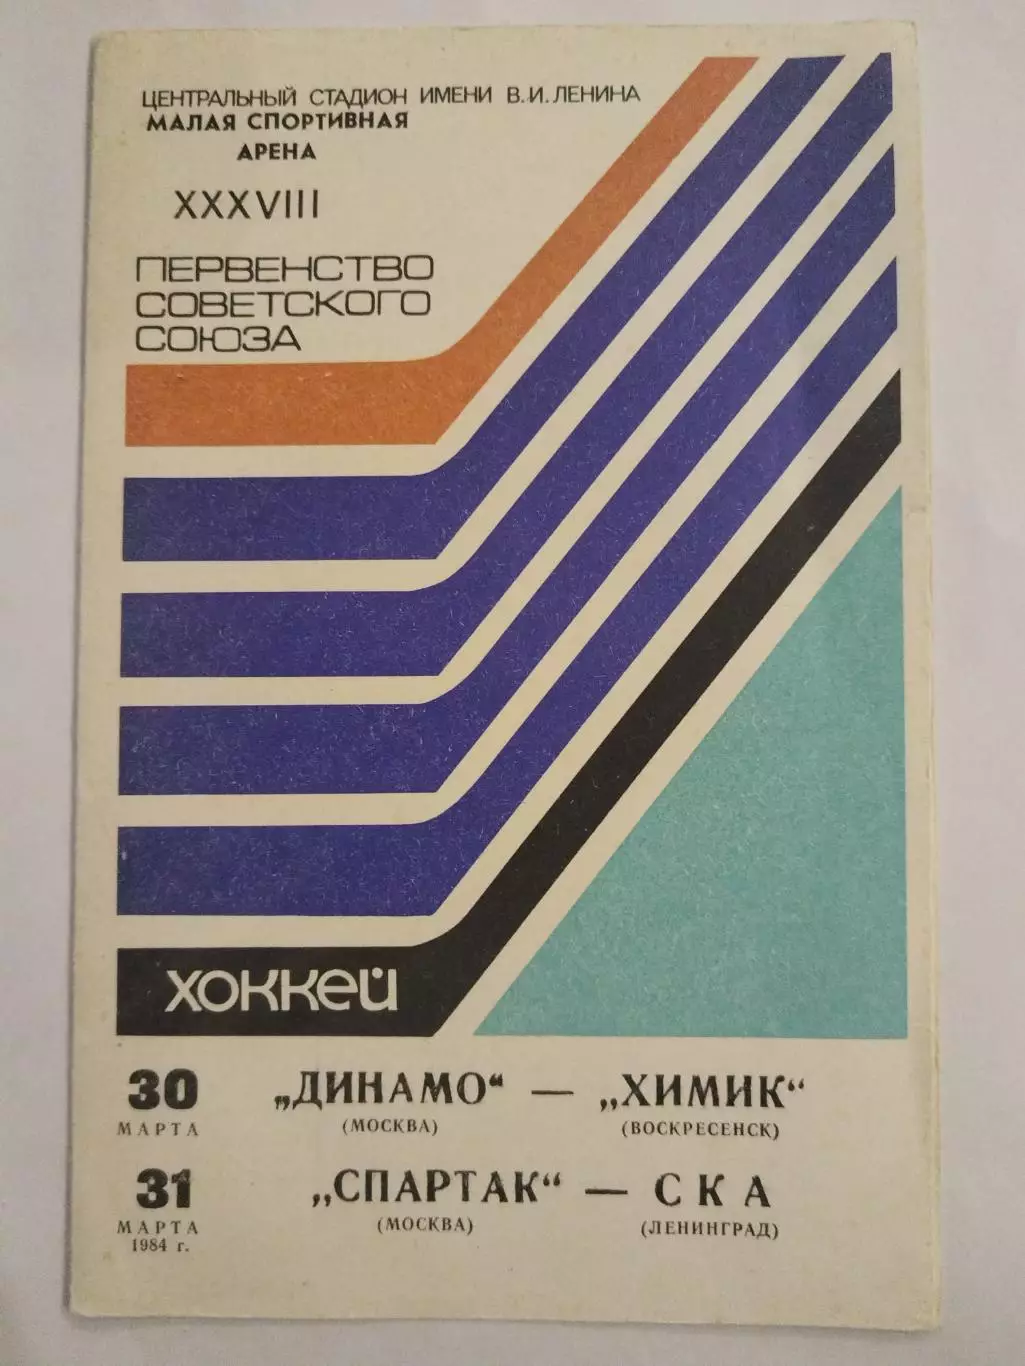 ЦЕНТРАЛЬНЫЙ СТАДИОН ИМЕНИ В.И.ЛЕНИНА
МАЛАЯ СПОРТИВНАЯ
АРЕНА
XXXVIII
ПЕРВЕНСТВО
СОВЕТСКОГО
СОЮЗА
ХОККЕЙ
30 „ДИНАМО“ — „ХИМИК“
МАРТА (МОСКВА) (ВОСКРЕСЕНСК)
31 „СПАРТАК“ — СКА
МАРТА (МОСКВА) (ЛЕНИНГРАД)
1984 г.